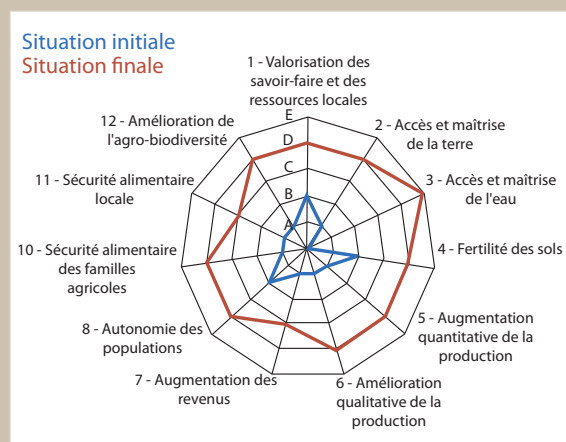 Situation initiale
Situation finale
1 - Valorisation des
savoir-faire et des
ressources locales
E
D
C
B
A
2 - Accès et maîtrise
de la terre
3 - Accès et maîtrise
de l'eau
4 - Fertilité des sols
5 - Augmentation
quantitative de la
production
6 - Amélioration
qualitative de la
production
7 - Augmentation des
revenus
8 - Autonomie des
populations
10 - Sécurité alimentaire
des familles
agricoles
11 - Sécurité alimentaire
locale
12 - Amélioration de
l'agro-biodiversité